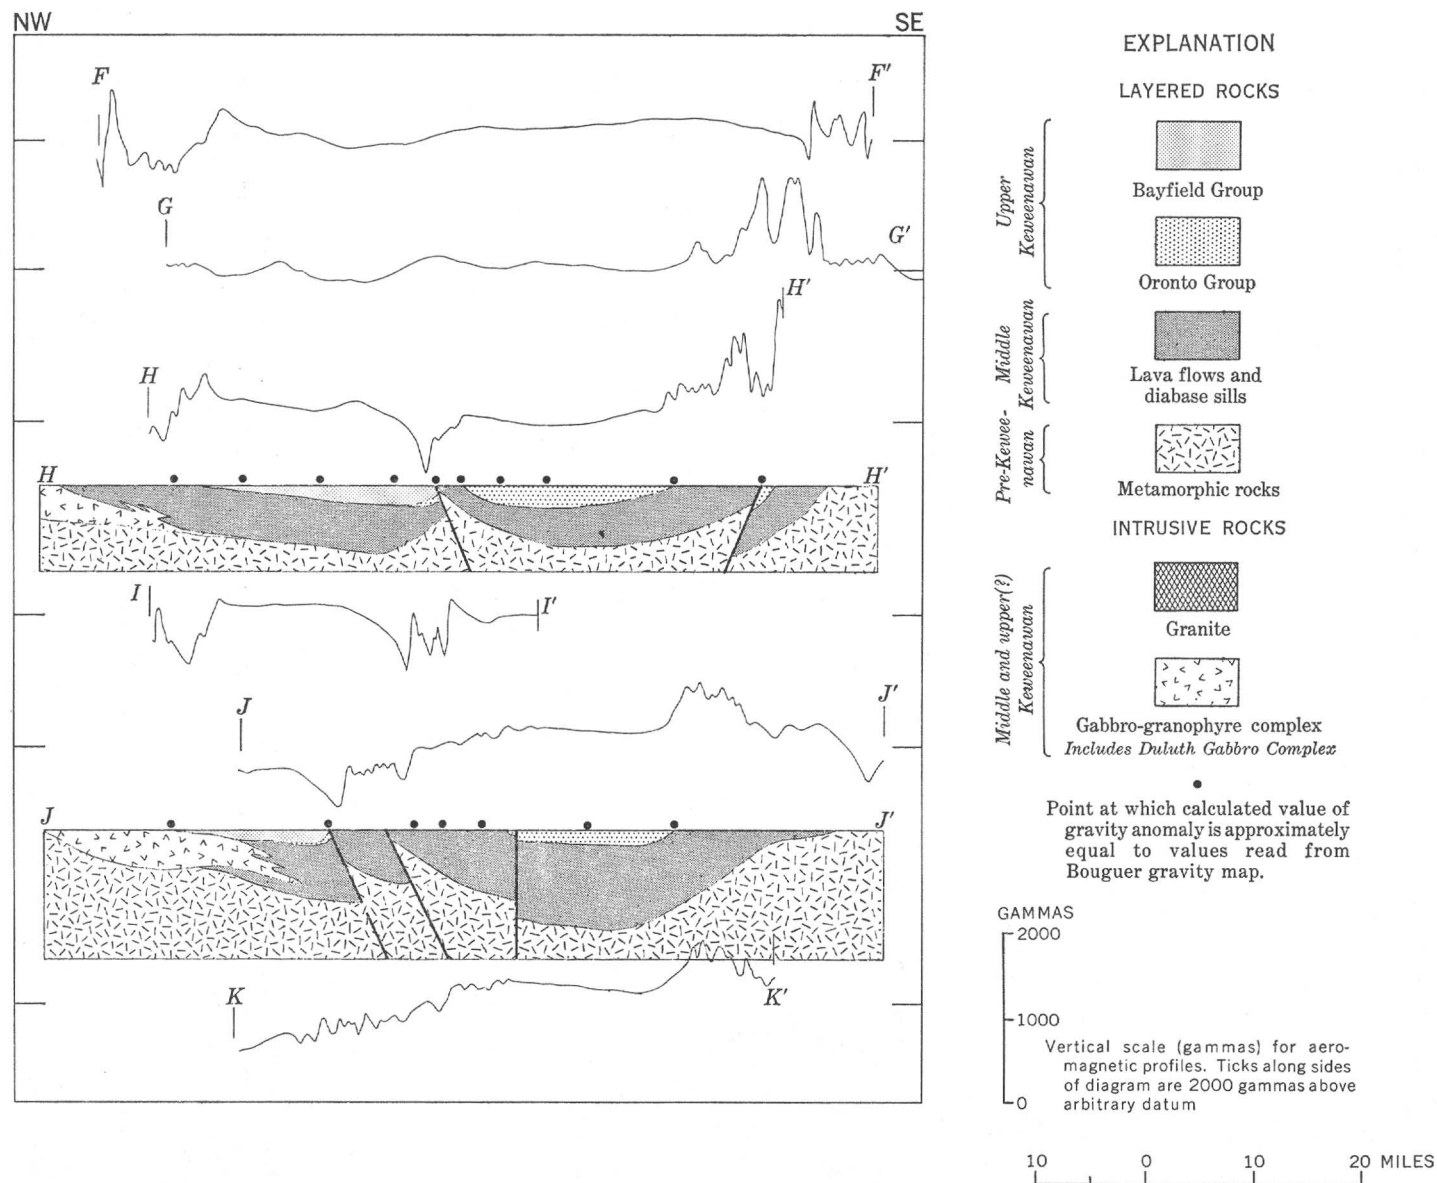 NW
SE
F
F′
G
G′
H
H′
H
H′
I
I′
J
J′
J
J′
K
K′
EXPLANATION
LAYERED ROCKS
Upper
Keweenawan
Bayfield Group
Oronto Group
Middle
Keweenawan
Lava flows and
diabase sills
Pre-Kewee-
nawan
Metamorphic rocks
INTRUSIVE ROCKS
Middle and upper(?)
Keweenawan
Granite
Gabbro-granophyre complex
Includes Duluth Gabbro Complex
Point at which calculated value of
gravity anomaly is approximately
equal to values read from
Bouguer gravity map.
GAMMAS
2000
1000
0
Vertical scale (gammas) for aero-
magnetic profiles. Ticks along sides
of diagram are 2000 gammas above
arbitrary datum
10 0 10 20 MILES